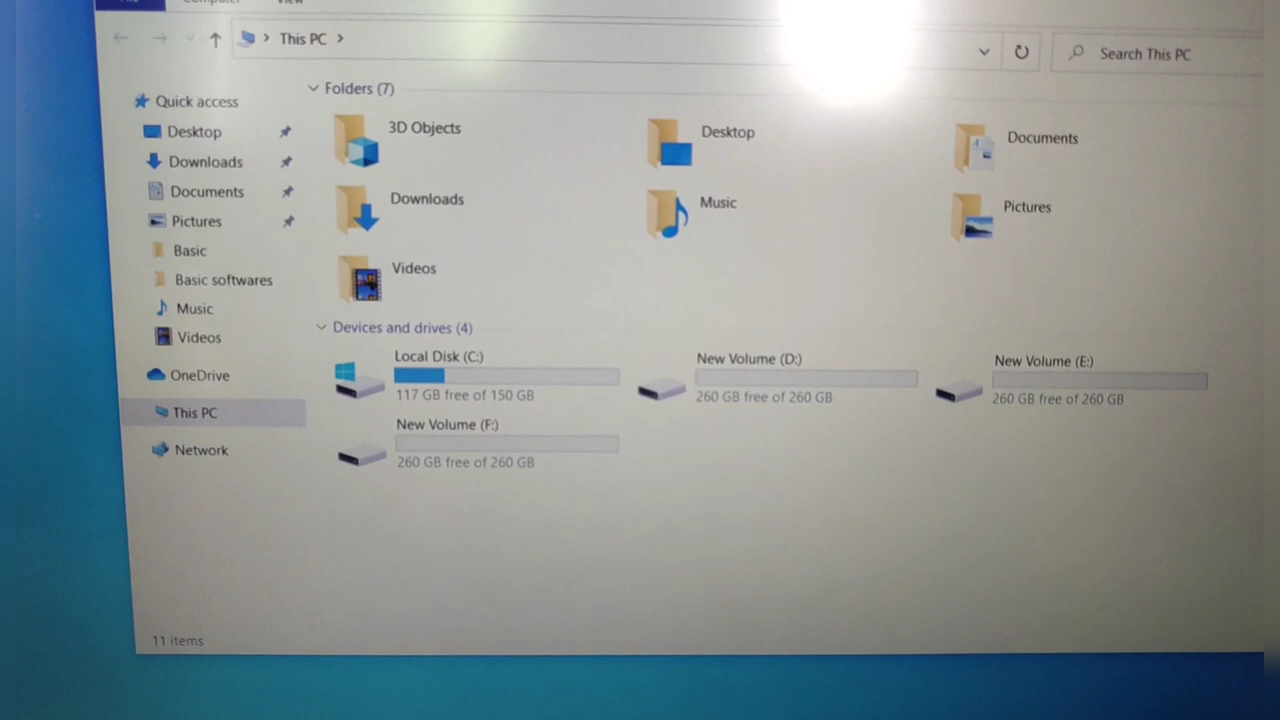 Computer
View
This PC
Search This PC
Quick access
Desktop
Downloads
Documents
Pictures
Basic
Basic softwares
Music
Videos
OneDrive
This PC
Network
Folders (7)
3D Objects
Desktop
Documents
Downloads
Music
Pictures
Videos
Devices and drives (4)
Local Disk (C:)
117 GB free of 150 GB
New Volume (D:)
260 GB free of 260 GB
New Volume (E:)
260 GB free of 260 GB
New Volume (F:)
260 GB free of 260 GB
11 items